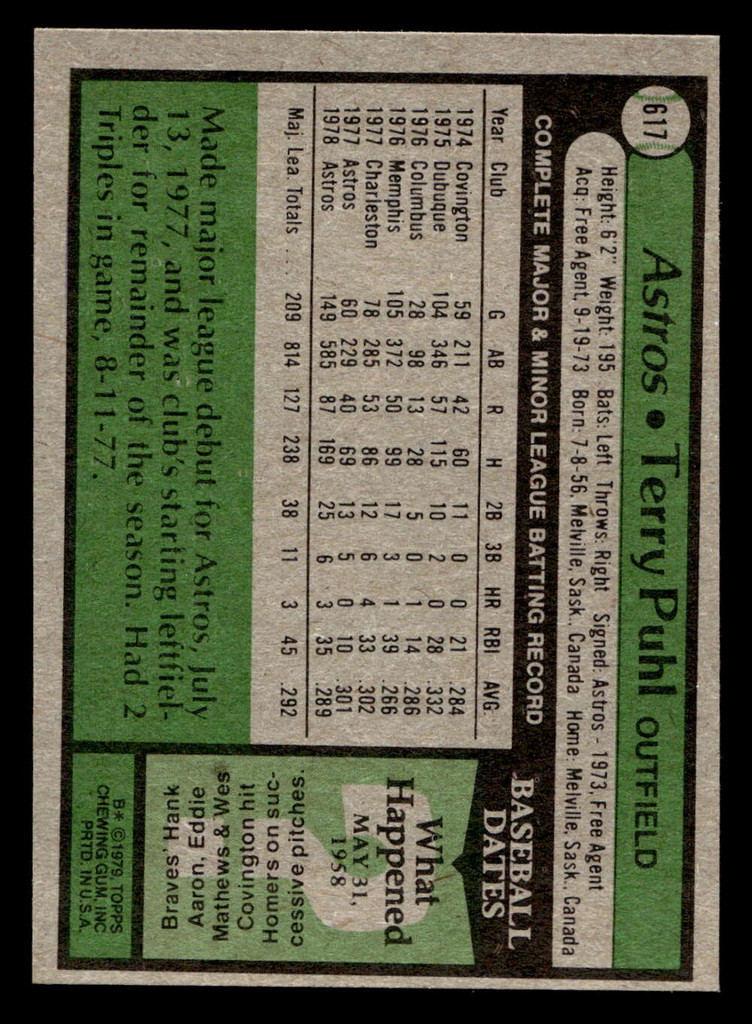 617
Astros • Terry Puhl OUTFIELD
Height: 6'2" Weight: 195 Bats: Left Throws: Right Signed: Astros - 1973, Free Agent
Acq: Free Agent, 9-19-73 Born: 7-8-56, Melville, Sask., Canada Home: Melville, Sask., Canada
COMPLETE MAJOR & MINOR LEAGUE BATTING RECORD
Year Club G AB R H 2B 3B HR RBI AVG.
1974 Covington 59 211 42 60 11 0 0 21 .284
1975 Dubuque 104 346 57 115 10 2 0 28 .332
1976 Columbus 28 98 13 28 5 0 1 14 .286
1976 Memphis 105 372 50 99 17 3 1 39 .266
1977 Charleston 78 285 53 86 12 6 4 33 .302
1977 Astros 60 229 40 69 13 5 0 10 .301
1978 Astros 149 585 87 169 25 6 3 35 .289
Maj. Lea. Totals .... 209 814 127 238 38 11 3 45 .292
Made major league debut for Astros, July
13, 1977, and was club's starting leftfiel-
der for remainder of the season. Had 2
Triples in game, 8-11-77.
BASEBALL
DATES
What
Happened
MAY 31,
1958
Braves' Hank
Aaron, Eddie
Mathews & Wes
Covington hit
Homers on suc-
cessive pitches.
B* © 1979, TOPPS
CHEWING GUM, INC
PRTD. IN U.S.A.